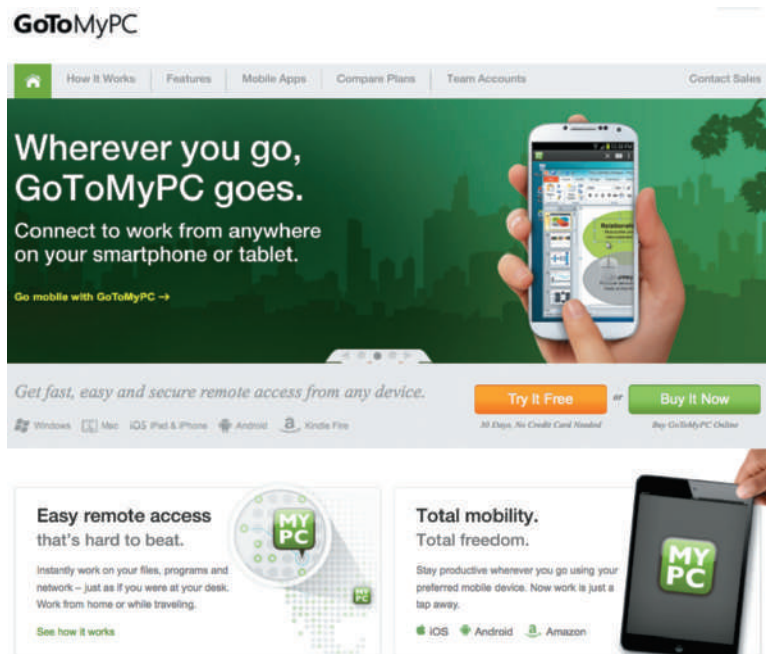 GoToMyPC
How It Works
Features
Mobile Apps
Compare Plans
Team Accounts
Contact Sales
Wherever you go,
GoToMyPC goes.
Connect to work from anywhere
on your smartphone or tablet.
Go mobile with GoToMyPC →
Get fast, easy and secure remote access from any device.
Try It Free
or
Buy It Now
Windows
Mac
iOS iPad & iPhone
Android
Kindle Fire
30 Days, No Credit Card Needed
Buy GoToMyPC Online
Easy remote access
that's hard to beat.
Instantly work on your files, programs and
network – just as if you were at your desk.
Work from home or while traveling.
See how it works
MY
PC
MY
PC
Total mobility.
Total freedom.
Stay productive wherever you go using your
preferred mobile device. Now work is just a
tap away.
iOS
Android
Amazon
MY
PC